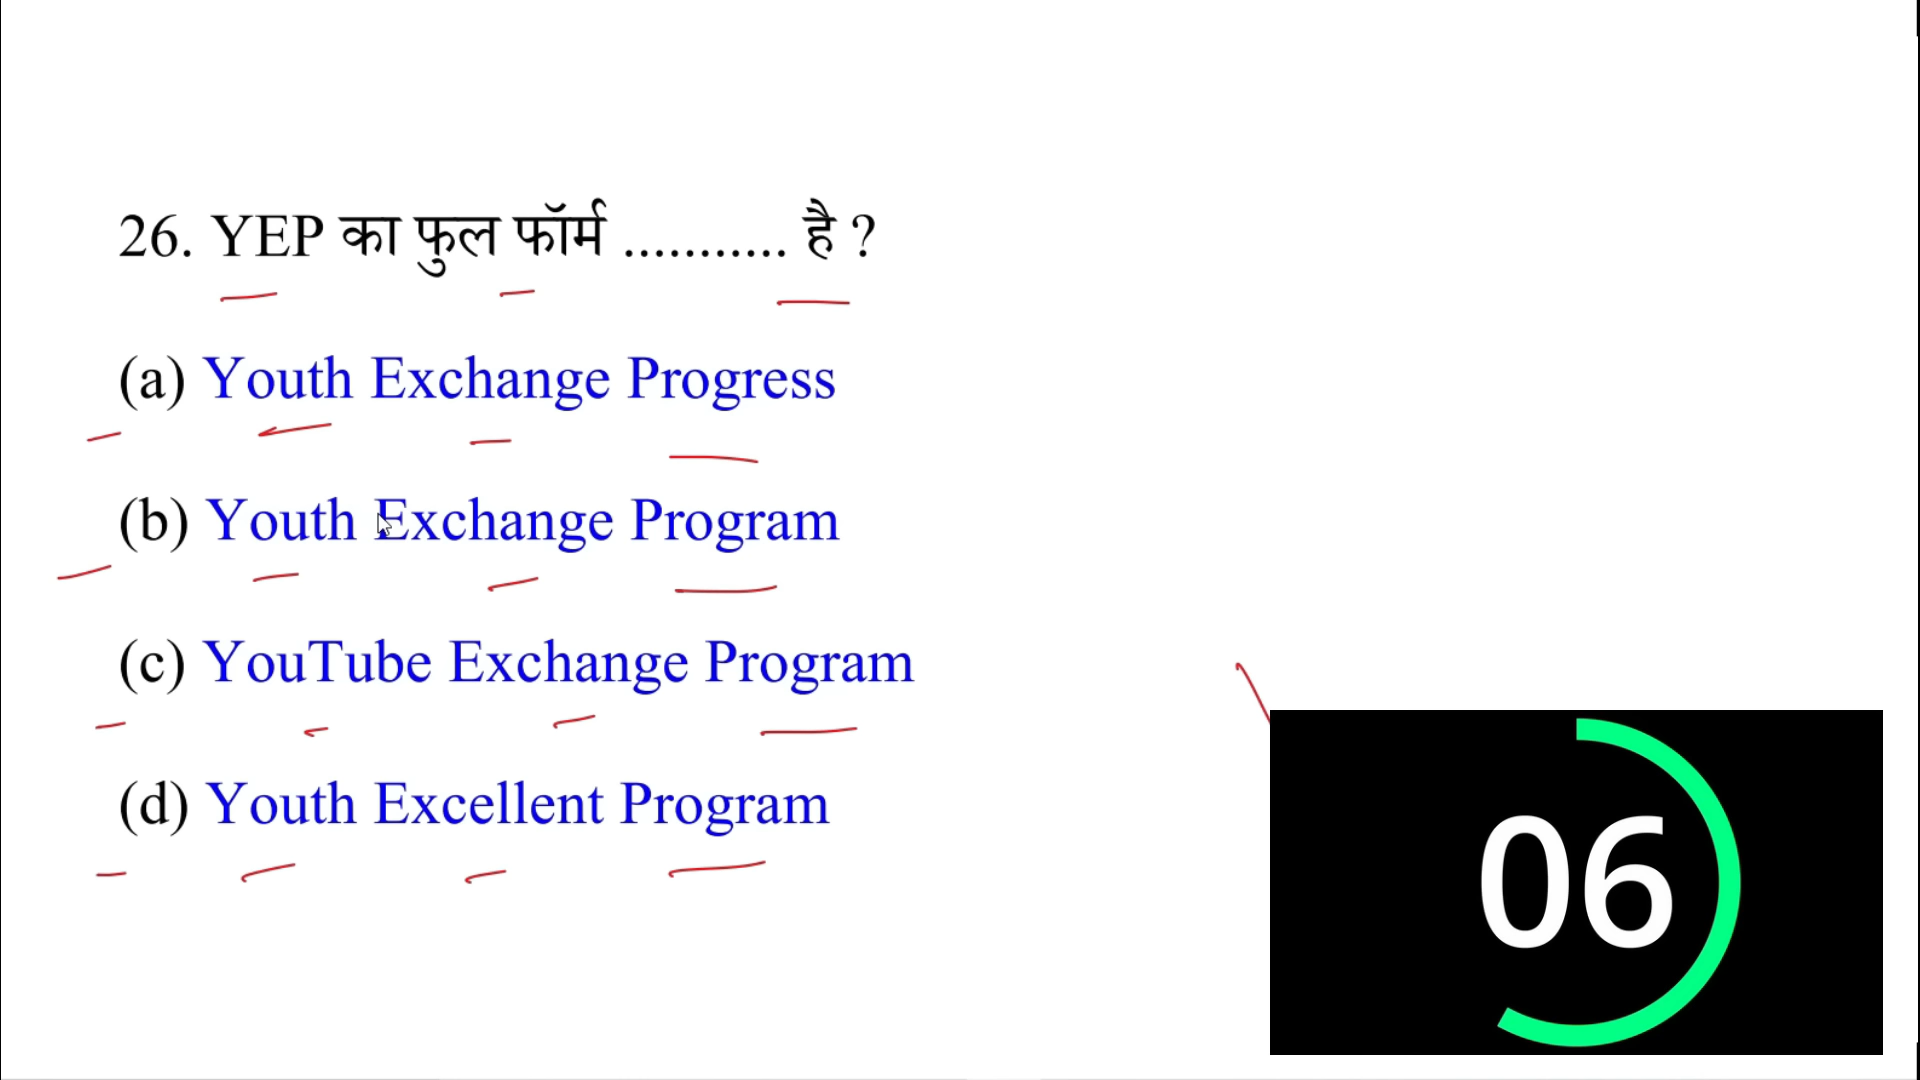 26. YEP का फुल फॉर्म ........... है ?
(a) Youth Exchange Progress
(b) Youth Exchange Program
(c) YouTube Exchange Program
(d) Youth Excellent Program
06